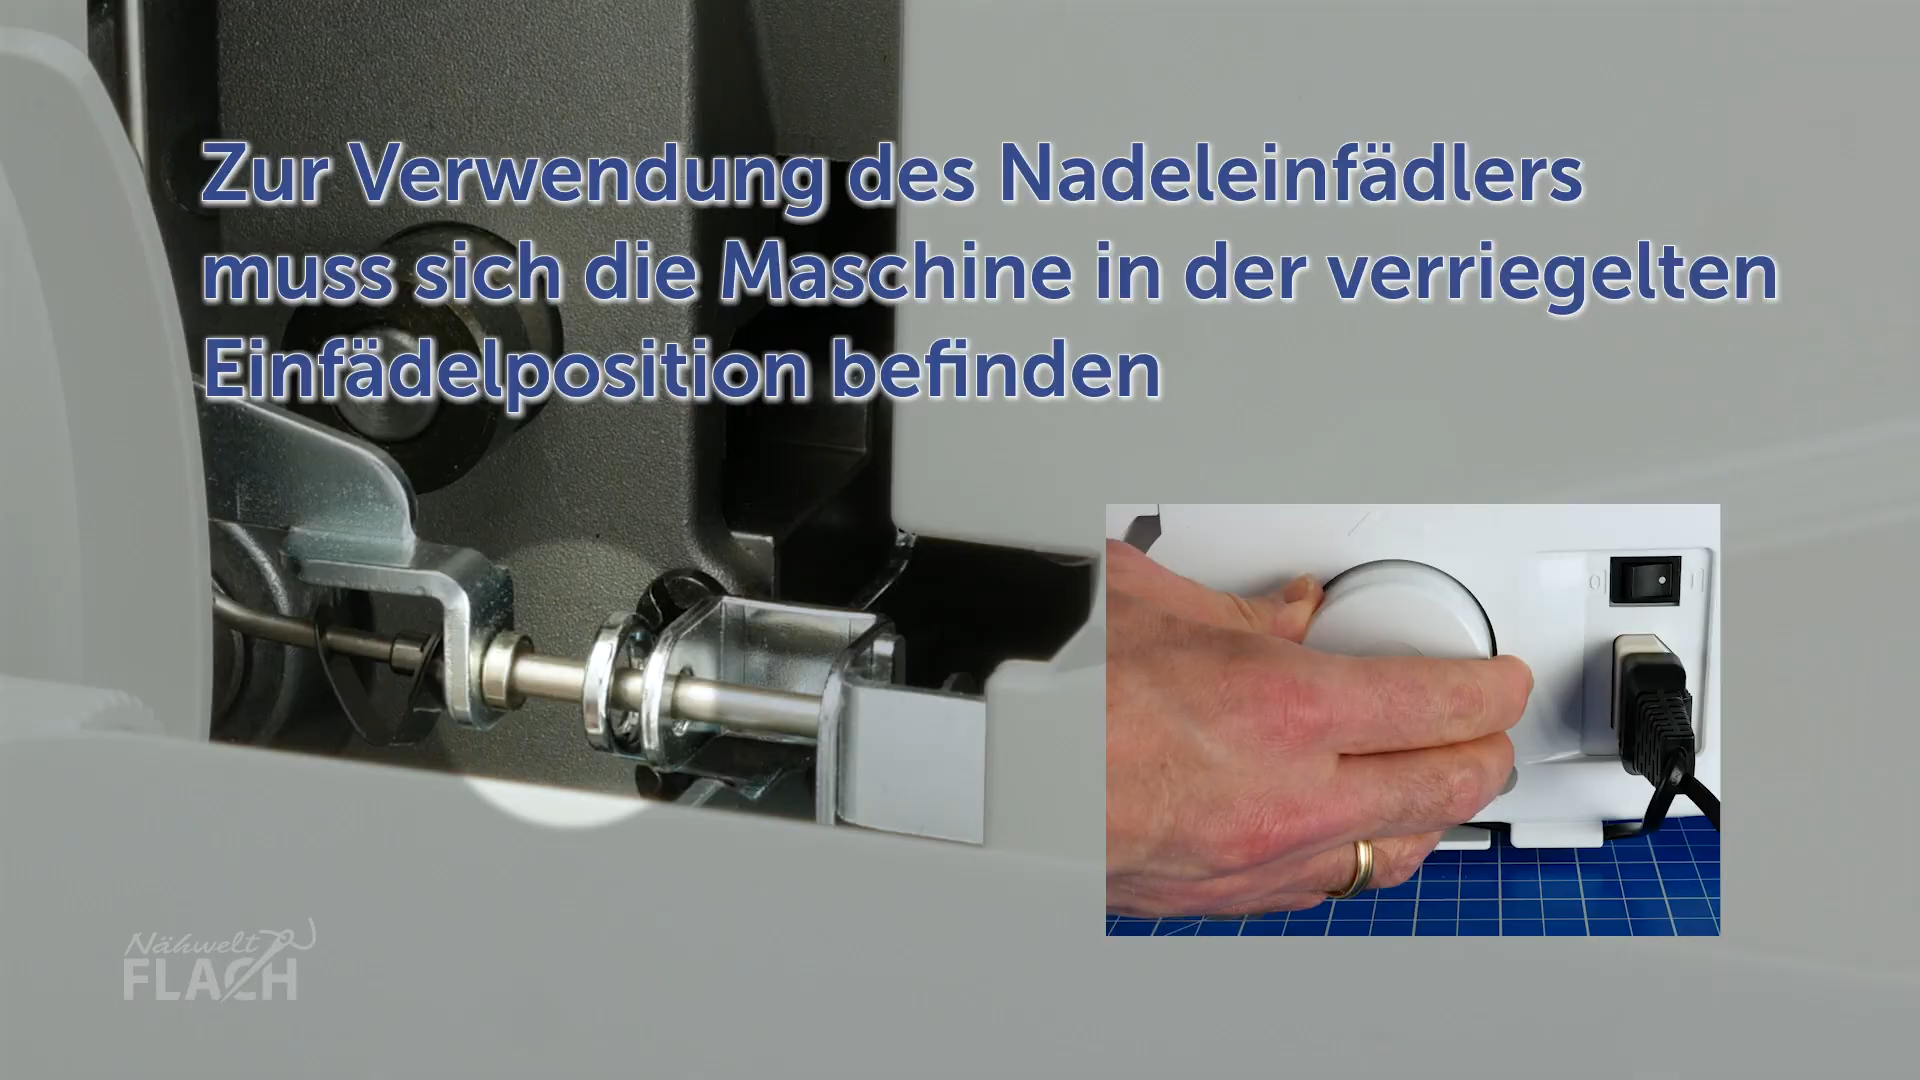 Zur Verwendung des Nadeleinfädlers
muss sich die Maschine in der verriegelten
Einfädelposition befinden
Nähwelt
FLACH